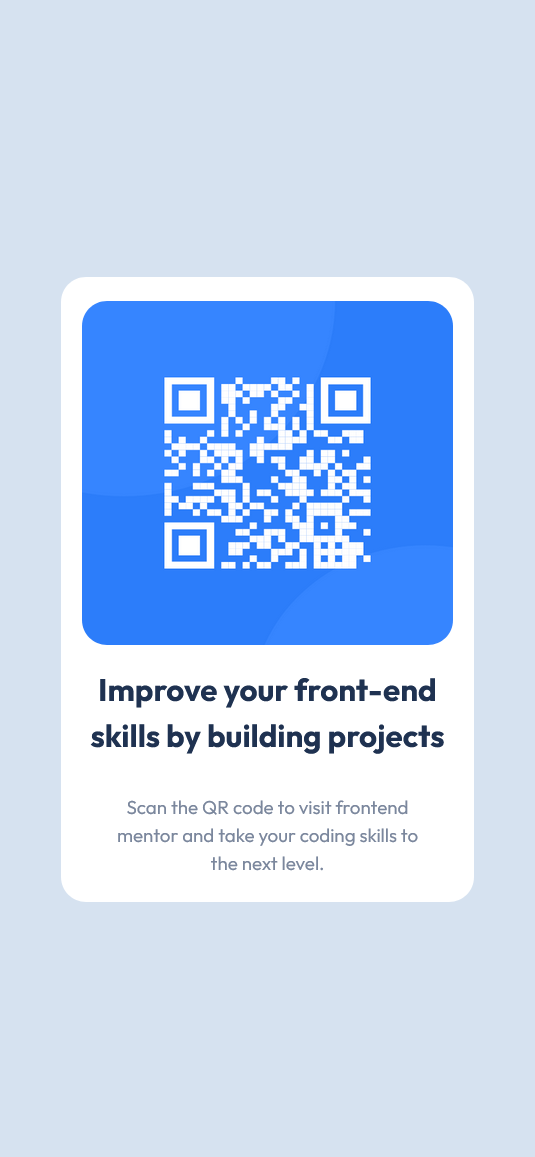 Improve your front-end
skills by building projects
Scan the QR code to visit frontend
mentor and take your coding skills to
the next level.